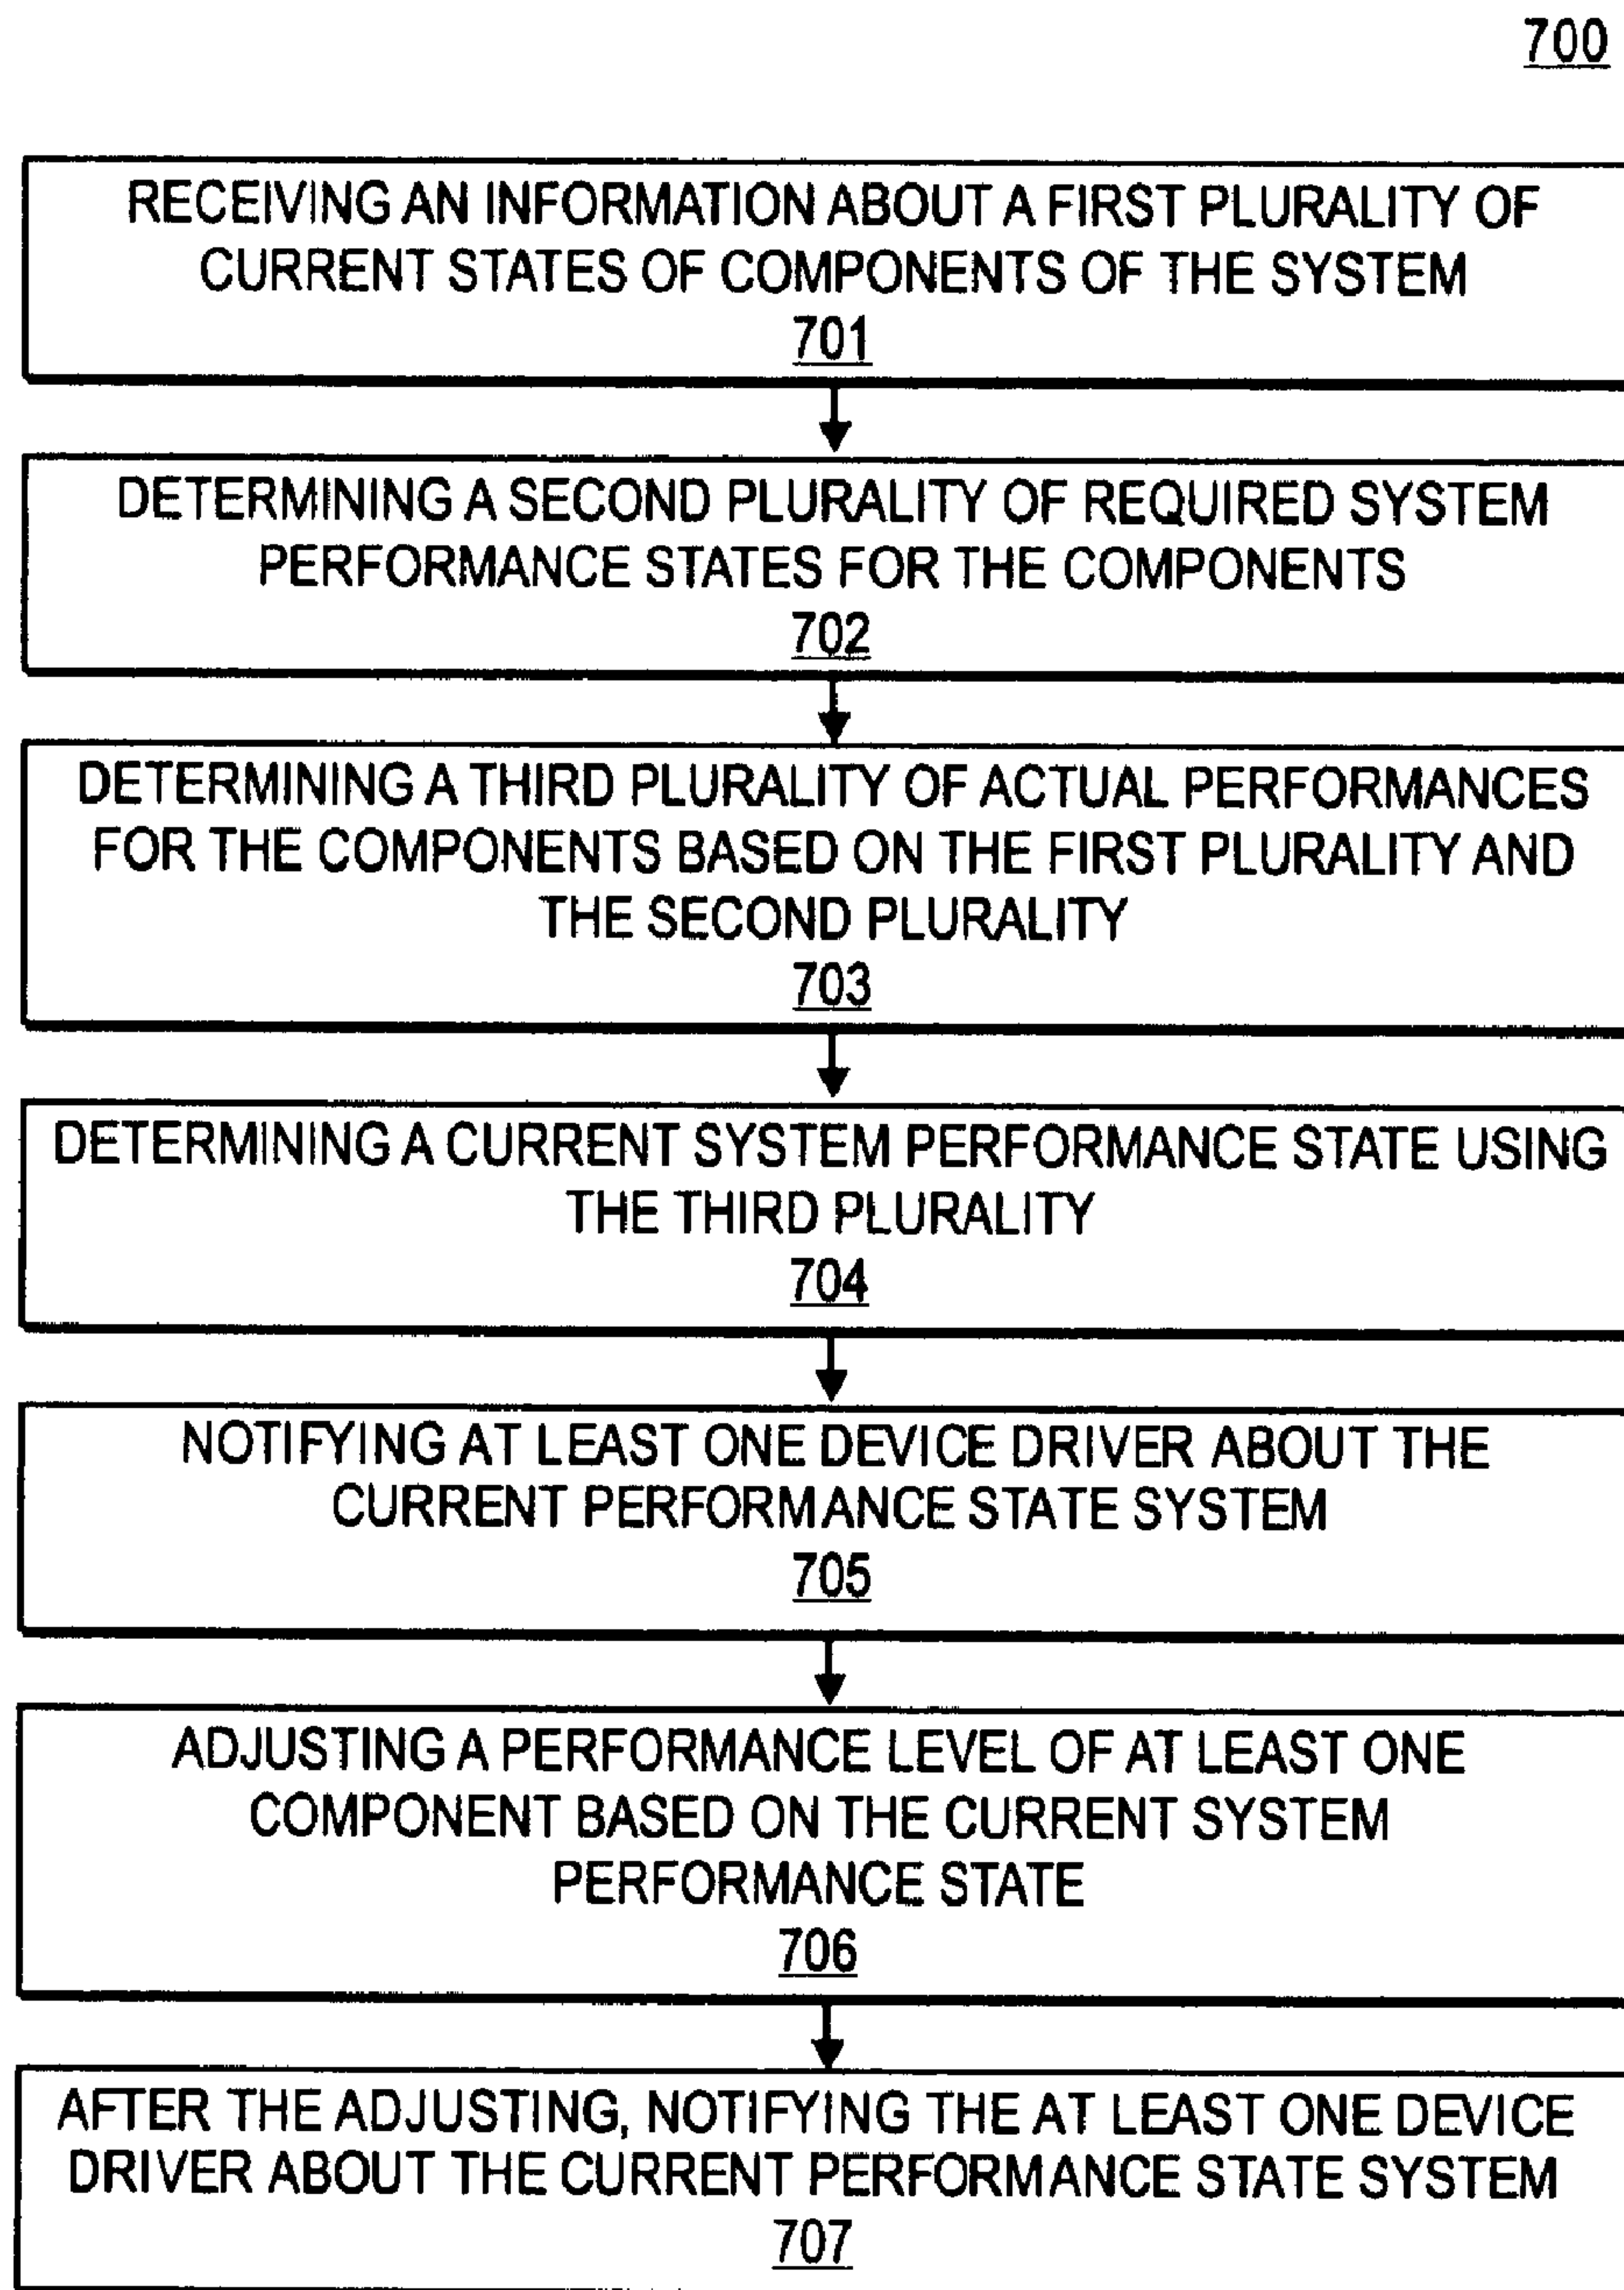 700
RECEIVING AN INFORMATION ABOUT A FIRST PLURALITY OF
CURRENT STATES OF COMPONENTS OF THE SYSTEM
701
DETERMINING A SECOND PLURALITY OF REQUIRED SYSTEM
PERFORMANCE STATES FOR THE COMPONENTS
702
DETERMINING A THIRD PLURALITY OF ACTUAL PERFORMANCES
FOR THE COMPONENTS BASED ON THE FIRST PLURALITY AND
THE SECOND PLURALITY
703
DETERMINING A CURRENT SYSTEM PERFORMANCE STATE USING
THE THIRD PLURALITY
704
NOTIFYING AT LEAST ONE DEVICE DRIVER ABOUT THE
CURRENT PERFORMANCE STATE SYSTEM
705
ADJUSTING A PERFORMANCE LEVEL OF AT LEAST ONE
COMPONENT BASED ON THE CURRENT SYSTEM
PERFORMANCE STATE
706
AFTER THE ADJUSTING, NOTIFYING THE AT LEAST ONE DEVICE
DRIVER ABOUT THE CURRENT PERFORMANCE STATE SYSTEM
707